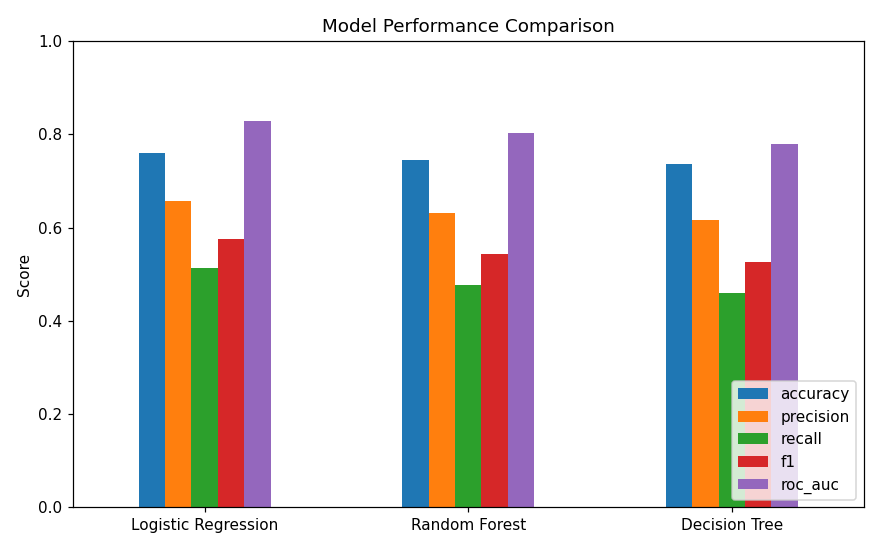 Model Performance Comparison
1.0
0.8
0.6
0.4
0.2
0.0
Score
accuracy
precision
recall
f1
roc_auc
Logistic Regression
Random Forest
Decision Tree